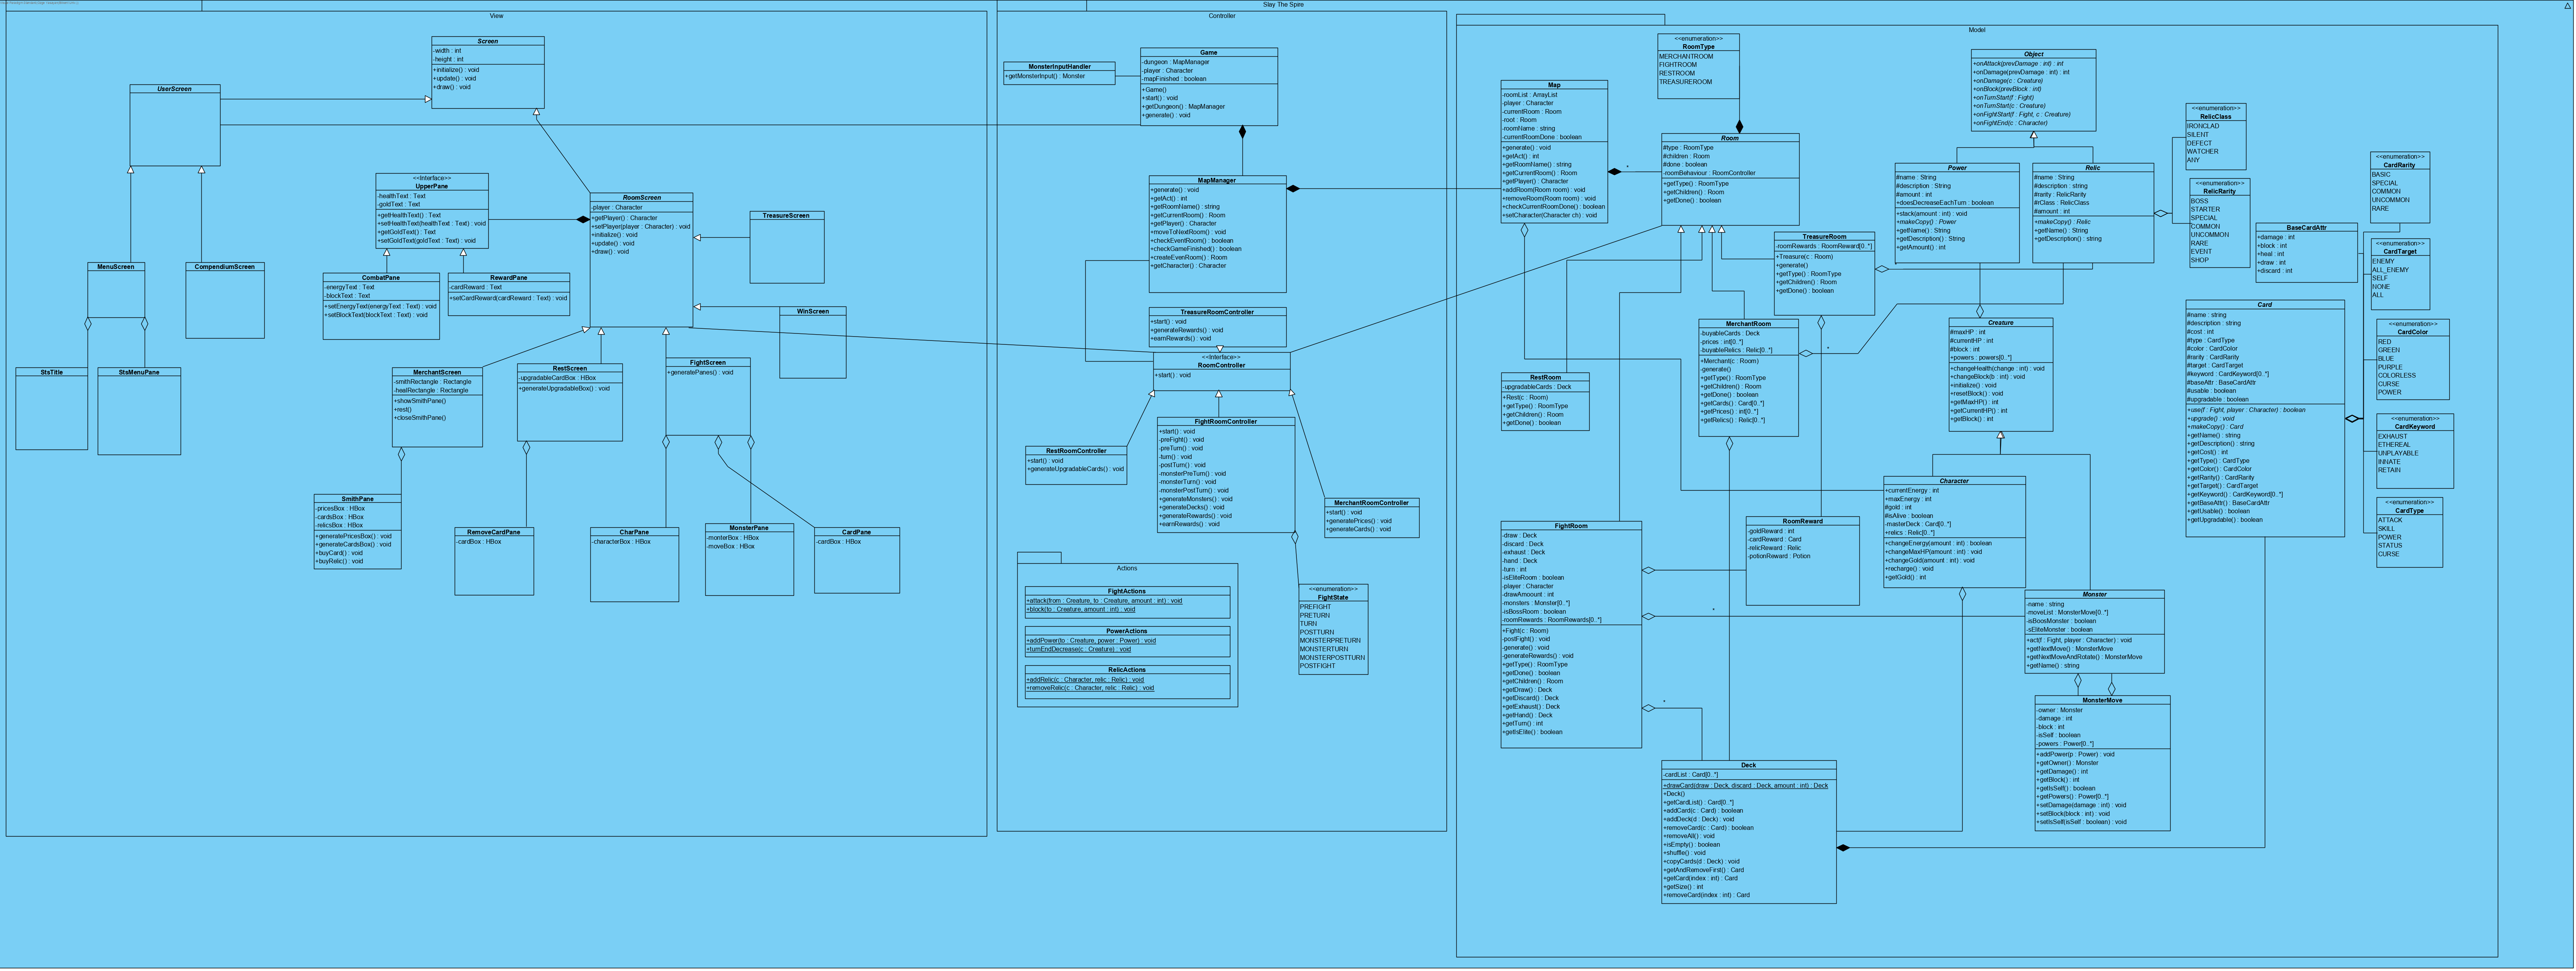 Slay The Spire
View
Screen
-width : int
-height : int
+initialize() : void
+update() : void
+draw() : void
UserScreen
<<Interface>>
UpperPane
-healthText : Text
-goldText : Text
+getHealthText() : Text
+setHealthText(healthText : Text) : void
+getGoldText() : Text
+setGoldText(goldText : Text) : void
RoomScreen
-player : Character
+getPlayer() : Character
+setPlayer(player : Character) : void
+initialize() : void
+update() : void
+draw() : void
TreasureScreen
MenuScreen
CompendiumScreen
CombatPane
-energyText : Text
-blockText : Text
+setEnergyText(energyText : Text) : void
+setBlockText(blockText : Text) : void
RewardPane
-cardReward : Text
+setCardReward(cardReward : Text) : void
WinScreen
StsTitle
StsMenuPane
MerchantScreen
-smithRectangle : Rectangle
-healRectangle : Rectangle
+showSmithPane()
+rest()
+closeSmithPane()
RestScreen
-upgradableCardBox : HBox
+generateUpgradableBox() : void
FightScreen
+generatePanes() : void
SmithPane
-pricesBox : HBox
-cardsBox : HBox
-relicsBox : HBox
+generatePricesBox() : void
+generateCardsBox() : void
+buyCard() : void
+buyRelic() : void
RemoveCardPane
-cardBox : HBox
CharPane
-characterBox : HBox
MonsterPane
-monterBox : HBox
-moveBox : HBox
CardPane
-cardBox : HBox
Controller
MonsterInputHandler
+getMonsterInput() : Monster
Game
-dungeon : MapManager
-player : Character
-mapFinished : boolean
+Game()
+start() : void
+getDungeon() : MapManager
+generate() : void
MapManager
+generate() : void
+getAct() : int
+getRoomName() : string
+getCurrentRoom() : Room
+getPlayer() : Character
+moveToNextRoom() : void
+checkEventRoom() : boolean
+checkGameFinished() : boolean
+createEvenRoom() : Room
+getCharacter() : Character
TreasureRoomController
+start() : void
+generateRewards() : void
+earnRewards() : void
<<Interface>>
RoomController
+start() : void
RestRoomController
+start() : void
+generateUpgradableCards() : void
FightRoomController
+start() : void
-preFight() : void
-preTurn() : void
-turn() : void
-postTurn() : void
-monsterPreTurn() : void
-monsterTurn() : void
-monsterPostTurn() : void
+generateMonsters() : void
+generateDecks() : void
+generateRewards() : void
+earnRewards() : void
MerchantRoomController
+start() : void
+generatePrices() : void
+generateCards() : void
Actions
FightActions
+attack(from : Creature, to : Creature, amount : int) : void
+block(to : Creature, amount : int) : void
PowerActions
+addPower(to : Creature, power : Power) : void
+turnEndDecrease(c : Creature) : void
RelicActions
+addRelic(c : Character, relic : Relic) : void
+removeRelic(c : Character, relic : Relic) : void
<<enumeration>>
FightState
PREFIGHT
PRETURN
TURN
POSTTURN
MONSTERPRETURN
MONSTERTURN
MONSTERPOSTTURN
POSTFIGHT
Model
Map
-roomList : ArrayList
-player : Character
-currentRoom : Room
-root : Room
-roomName : string
-currentRoomDone : boolean
+generate() : void
+getAct() : int
+getRoomName() : string
+getCurrentRoom() : Room
+getPlayer() : Character
+addRoom(Room room) : void
+removeRoom(Room room) : void
+checkCurrentRoomDone() : boolean
+setCharacter(Character ch) : void
<<enumeration>>
RoomType
MERCHANTROOM
FIGHTROOM
RESTROOM
TREASUREROOM
*
Room
#type : RoomType
#children : Room
#done : boolean
-roomBehaviour : RoomController
+getType() : RoomType
+getChildren() : Room
+getDone() : boolean
Object
+onAttack(prevDamage : int) : int
+onDamage(prevDamage : int) : int
+onDamage(c : Creature)
+onBlock(prevBlock : int)
+onTurnStart(f : Fight)
+onTurnStart(c : Creature)
+onFightStart(f : Fight, c : Creature)
+onFightEnd(c : Character)
Power
#name : String
#description : String
#amount : int
+doesDecreaseEachTurn : boolean
+stack(amount : int) : void
+makeCopy() : Power
+getName() : String
+getDescription() : String
+getAmount() : int
Relic
#name : String
#description : string
#rarity : RelicRarity
#rClass : RelicClass
#amount : int
+makeCopy() : Relic
+getName() : String
+getDescription() : string
<<enumeration>>
RelicClass
IRONCLAD
SILENT
DEFECT
WATCHER
ANY
<<enumeration>>
RelicRarity
BOSS
STARTER
SPECIAL
COMMON
UNCOMMON
RARE
EVENT
SHOP
BaseCardAttr
+damage : int
+block : int
+heal : int
+draw : int
+discard : int
<<enumeration>>
CardRarity
BASIC
SPECIAL
COMMON
UNCOMMON
RARE
<<enumeration>>
CardTarget
ENEMY
ALL_ENEMY
SELF
NONE
ALL
<<enumeration>>
CardColor
RED
GREEN
BLUE
PURPLE
COLORLESS
CURSE
POWER
<<enumeration>>
CardKeyword
EXHAUST
ETHEREAL
UNPLAYABLE
INNATE
RETAIN
<<enumeration>>
CardType
ATTACK
SKILL
POWER
STATUS
CURSE
Card
#name : string
#description : string
#cost : int
#type : CardType
#color : CardColor
#rarity : CardRarity
#target : CardTarget
#keyword : CardKeyword[0..*]
#baseAttr : BaseCardAttr
#usable : boolean
#upgradable : boolean
+use(f : Fight, player : Character) : boolean
+upgrade() : void
+makeCopy() : Card
+getName() : string
+getDescription() : string
+getCost() : int
+getType() : CardType
+getColor() : CardColor
+getRarity() : CardRarity
+getTarget() : CardTarget
+getKeyword() : CardKeyword[0..*]
+getBaseAttr() : BaseCardAttr
+getUsable() : boolean
+getUpgradable() : boolean
TreasureRoom
-roomRewards : RoomReward[0..*]
+Treasure(c : Room)
+generate()
+getType() : RoomType
+getChildren() : Room
+getDone() : boolean
MerchantRoom
-buyableCards : Deck
-prices : int[0..*]
-buyableRelics : Relic[0..*]
+Merchant(c : Room)
-generate()
+getType() : RoomType
+getChildren() : Room
+getDone() : boolean
+getCards() : Card[0..*]
+getPrices() : int[0..*]
+getRelics() : Relic[0..*]
*
Creature
#maxHP : int
#currentHP : int
#block : int
+powers : powers[0..*]
+changeHealth(change : int) : void
+changeBlock(b : int) : void
+initialize() : void
+resetBlock() : void
+getMaxHP() : int
+getCurrentHP() : int
+getBlock() : int
RestRoom
-upgradableCards : Deck
+Rest(c : Room)
+getType() : RoomType
+getChildren() : Room
+getDone() : boolean
Character
+currentEnergy : int
+maxEnergy : int
#gold : int
#isAlive : boolean
-masterDeck : Card[0..*]
+relics : Relic[0..*]
+changeEnergy(amount : int) : boolean
+changeMaxHP(amount : int) : void
+changeGold(amount : int) : void
+recharge() : void
+getGold() : int
FightRoom
-draw : Deck
-discard : Deck
-exhaust : Deck
-hand : Deck
-turn : int
-isEliteRoom : boolean
-player : Character
-drawAmoount : int
-monsters : Monster[0..*]
-isBossRoom : boolean
-roomRewards : RoomRewards[0..*]
+Fight(c : Room)
-postFight() : void
-generate() : void
-generateRewards() : void
+getType() : RoomType
+getDone() : boolean
+getChildren() : Room
+getDraw() : Deck
+getDiscard() : Deck
+getExhaust() : Deck
+getHand() : Deck
+getTurn() : int
+getIsElite() : boolean
RoomReward
-goldReward : int
-cardReward : Card
-relicReward : Relic
-potionReward : Potion
*
*
Monster
-name : string
-moveList : MonsterMove[0..*]
-isBoosMonster : boolean
-sEliteMonster : boolean
+act(f : Fight, player : Character) : void
+getNextMove() : MonsterMove
+getNextMoveAndRotate() : MonsterMove
+getName() : string
MonsterMove
-owner : Monster
-damage : int
-block : int
-isSelf : boolean
-powers : Power[0..*]
+addPower(p : Power) : void
+getOwner() : Monster
+getDamage() : int
+getBlock() : int
+getIsSelf() : boolean
+getPowers() : Power[0..*]
+setDamage(damage : int) : void
+setBlock(block : int) : void
+setIsSelf(isSelf : boolean) : void
Deck
-cardList : Card[0..*]
+drawCard(draw : Deck, discard : Deck, amount : int) : Deck
+Deck()
+getCardList() : Card[0..*]
+addCard(c : Card) : boolean
+addDeck(d : Deck) : void
+removeCard(c : Card) : boolean
+removeAll() : void
+isEmpty() : boolean
+shuffle() : void
+copyCards(d : Deck) : void
+getAndRemoveFirst() : Card
+getCard(index : int) : Card
+getSize() : int
+removeCard(index : int) : Card